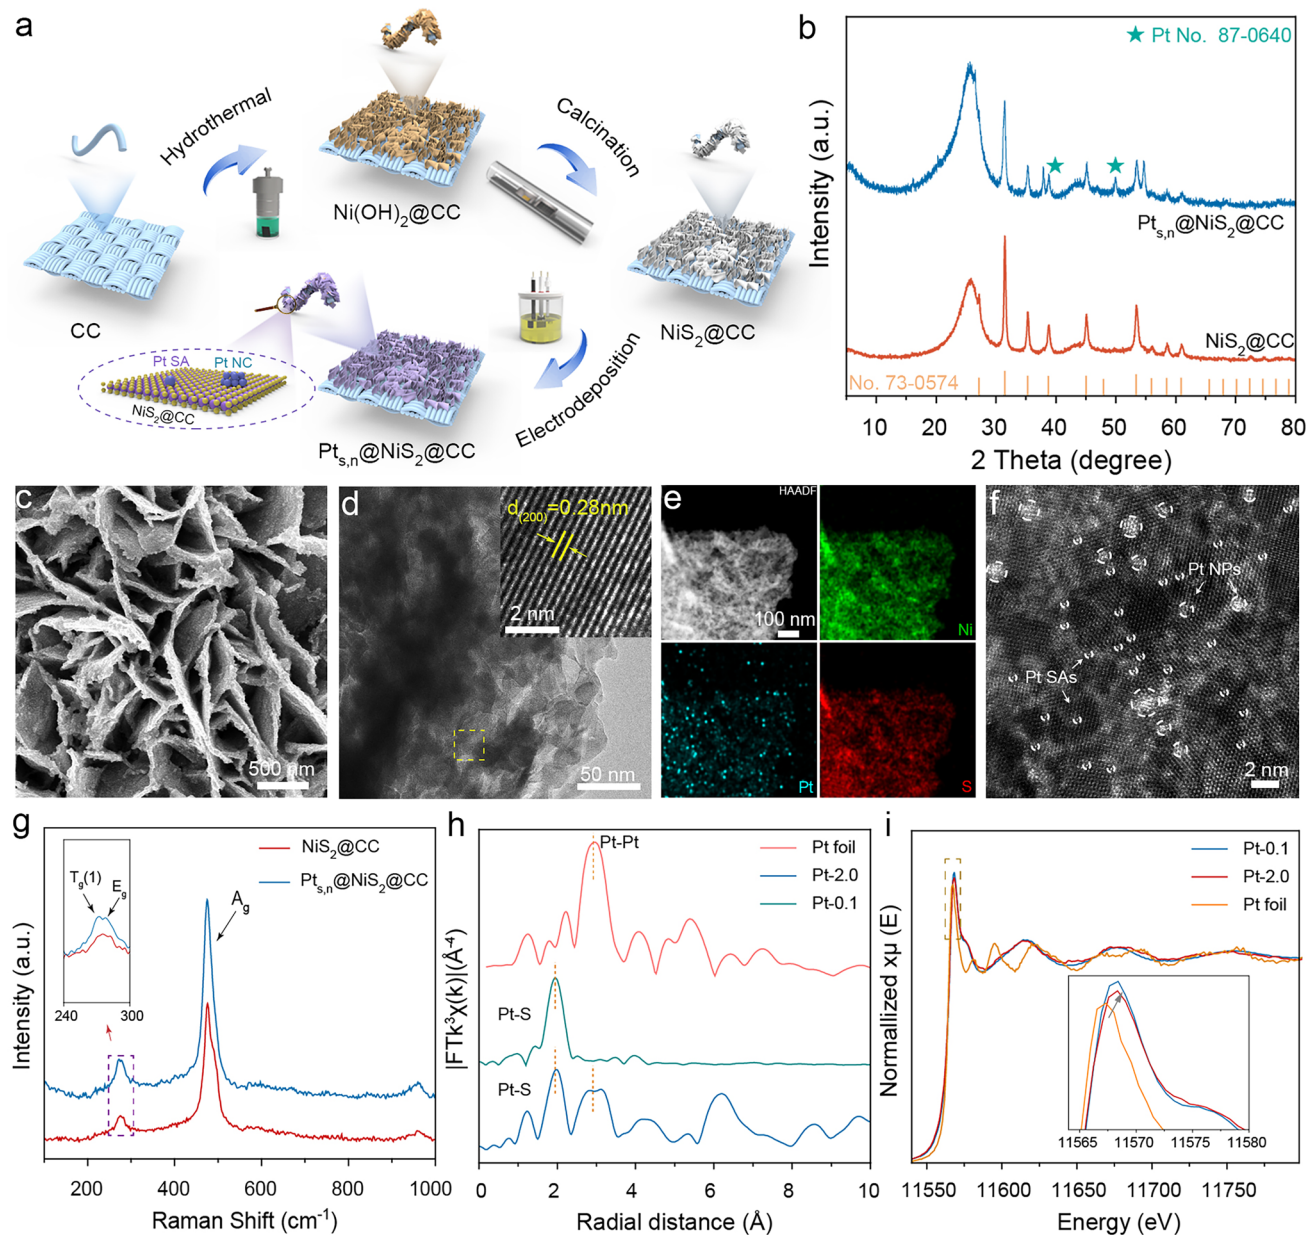 a
Hydrothermal
Calcination
Ni(OH)2@CC
CC
NiS2@CC
Electrodeposition
Pt SA
Pt NC
NiS2@CC
Pts,n@NiS2@CC
b
Intensity (a.u.)
★ Pt No. 87-0640
Pts,n@NiS2@CC
NiS2@CC
No. 73-0574
10 20 30 40 50 60 70 80
2 Theta (degree)
c
500 nm
d
d(200)=0.28nm
2 nm
50 nm
e
HAADF
100 nm
Ni
Pt
S
f
Pt NPs
Pt SAs
2 nm
g
Intensity (a.u.)
NiS2@CC
Pts,n@NiS2@CC
Tg(1)
Eg
240 270 300
Ag
200 400 600 800 1000
Raman Shift (cm-1)
h
|FTk3χ(k)|(Å-4)
Pt-Pt
Pt foil
Pt-2.0
Pt-0.1
Pt-S
Pt-S
0 2 4 6 8 10
Radial distance (Å)
i
Normallized xμ (E)
Pt-0.1
Pt-2.0
Pt foil
11565 11570 11575 11580
11550 11600 11650 11700 11750
Energy (eV)